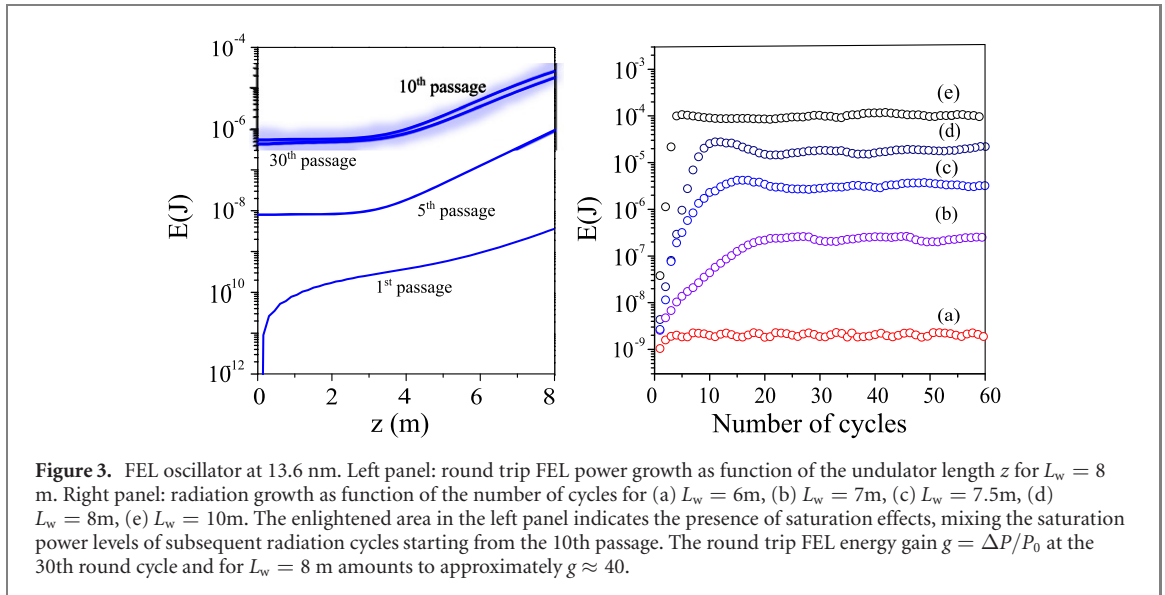 10⁻⁴
10⁻⁶
10⁻⁸
10¹⁰
10¹²
E(J)
10ᵗʰ passage
30ᵗʰ passage
5ᵗʰ passage
1ˢᵗ passage
0 2 4 6 8
z (m)
10⁻³
10⁻⁴
10⁻⁵
10⁻⁶
10⁻⁷
10⁻⁸
10⁻⁹
E(J)
(e)
(d)
(c)
(b)
(a)
0 10 20 30 40 50 60
Number of cycles
Figure 3. FEL oscillator at 13.6 nm. Left panel: round trip FEL power growth as function of the undulator length z for Lw = 8
m. Right panel: radiation growth as function of the number of cycles for (a) Lw = 6m, (b) Lw = 7m, (c) Lw = 7.5m, (d)
Lw = 8m, (e) Lw = 10m. The enlightened area in the left panel indicates the presence of saturation effects, mixing the saturation
power levels of subsequent radiation cycles starting from the 10th passage. The round trip FEL energy gain g = ΔP/P₀ at the
30th round cycle and for Lw = 8 m amounts to approximately g ≈ 40.